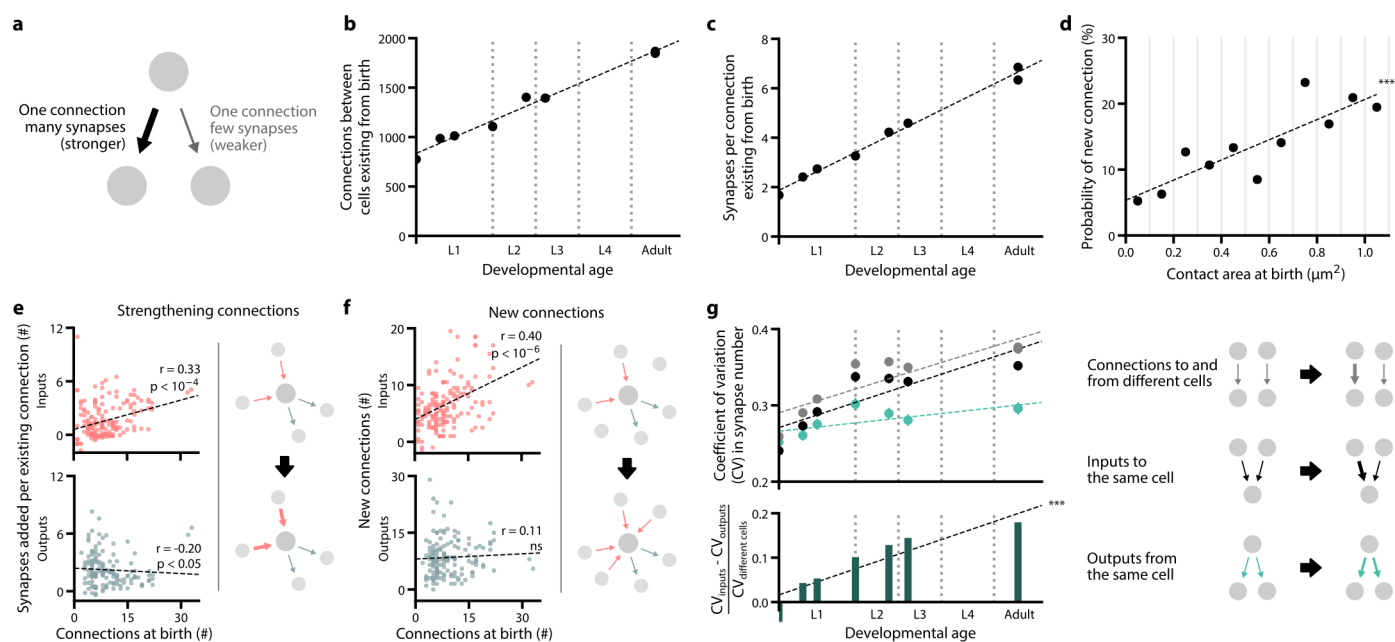 a
One connection
many synapses
(stronger)
One connection
few synapses
(weaker)
b
Connections between
cells existing from birth
2000
1500
1000
500
0
L1 L2 L3 L4 Adult
Developmental age
c
Synapses per connection
existing from birth
8
6
4
2
0
L1 L2 L3 L4 Adult
Developmental age
d
Probability of new connection (%)
30
20
10
0
***
0.0 0.2 0.4 0.6 0.8 1.0
Contact area at birth (μm²)
e
Strengthening connections
Synapses added per existing connection (#)
Inputs
12
6
0
r = 0.33
p < 10⁻⁴
Outputs
12
6
0
r = -0.20
p < 0.05
0 15 30
Connections at birth (#)
f
New connections
New connections (#)
Inputs
20
10
0
r = 0.40
p < 10⁻⁶
Outputs
30
15
0
r = 0.11
ns
0 15 30
Connections at birth (#)
g
Coefficient of variation
(CV) in synapse number
0.4
0.3
0.2
CVinputs - CVoutputs
CVdifferent cells
0.2
0.1
0.0
***
L1 L2 L3 L4 Adult
Developmental age
Connections to and
from different cells
Inputs to
the same cell
Outputs from
the same cell